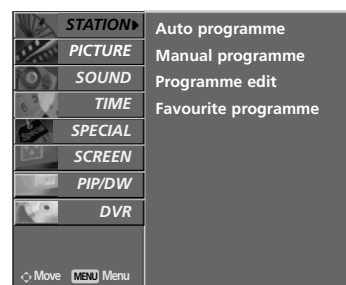 STATION
PICTURE
SOUND
TIME
SPECIAL
SCREEN
PIP/DW
DVR
Move MENU Menu
Auto programme
Manual programme
Programme edit
Favourite programme